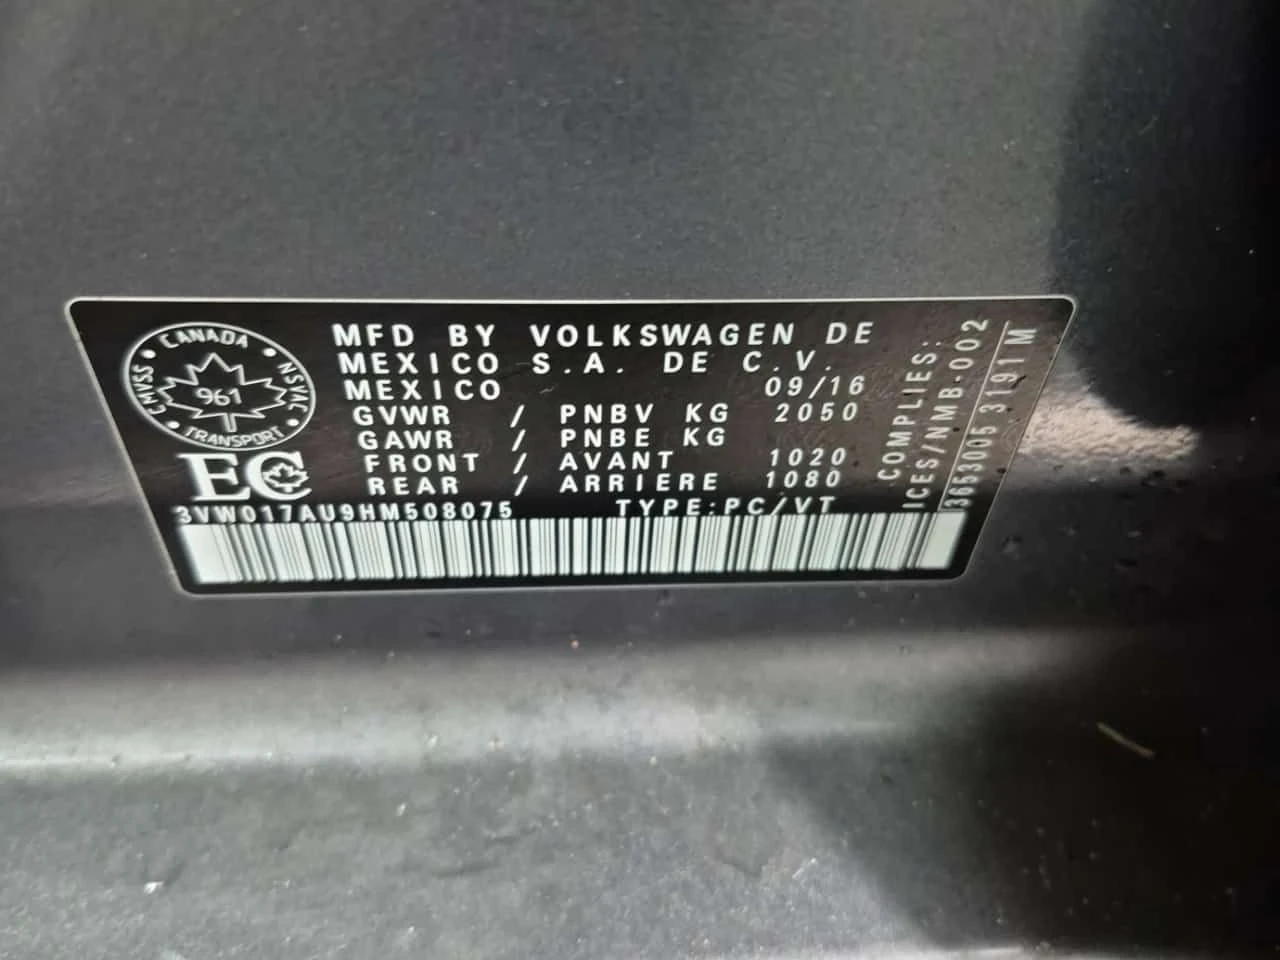 CANADA
CMVSS
NSVAC
961
TRANSPORT
EC
MFD BY VOLKSWAGEN DE
MEXICO S.A. DE C.V.
MEXICO 09/16
GVWR / PNBV KG 2050
GAWR / PNBE KG
FRONT / AVANT 1020
REAR / ARRIERE 1080
3VW017AU9HM508075 TYPE:PC/VT
COMPLIES:
ICES/NMB-002
3653005 3191 M